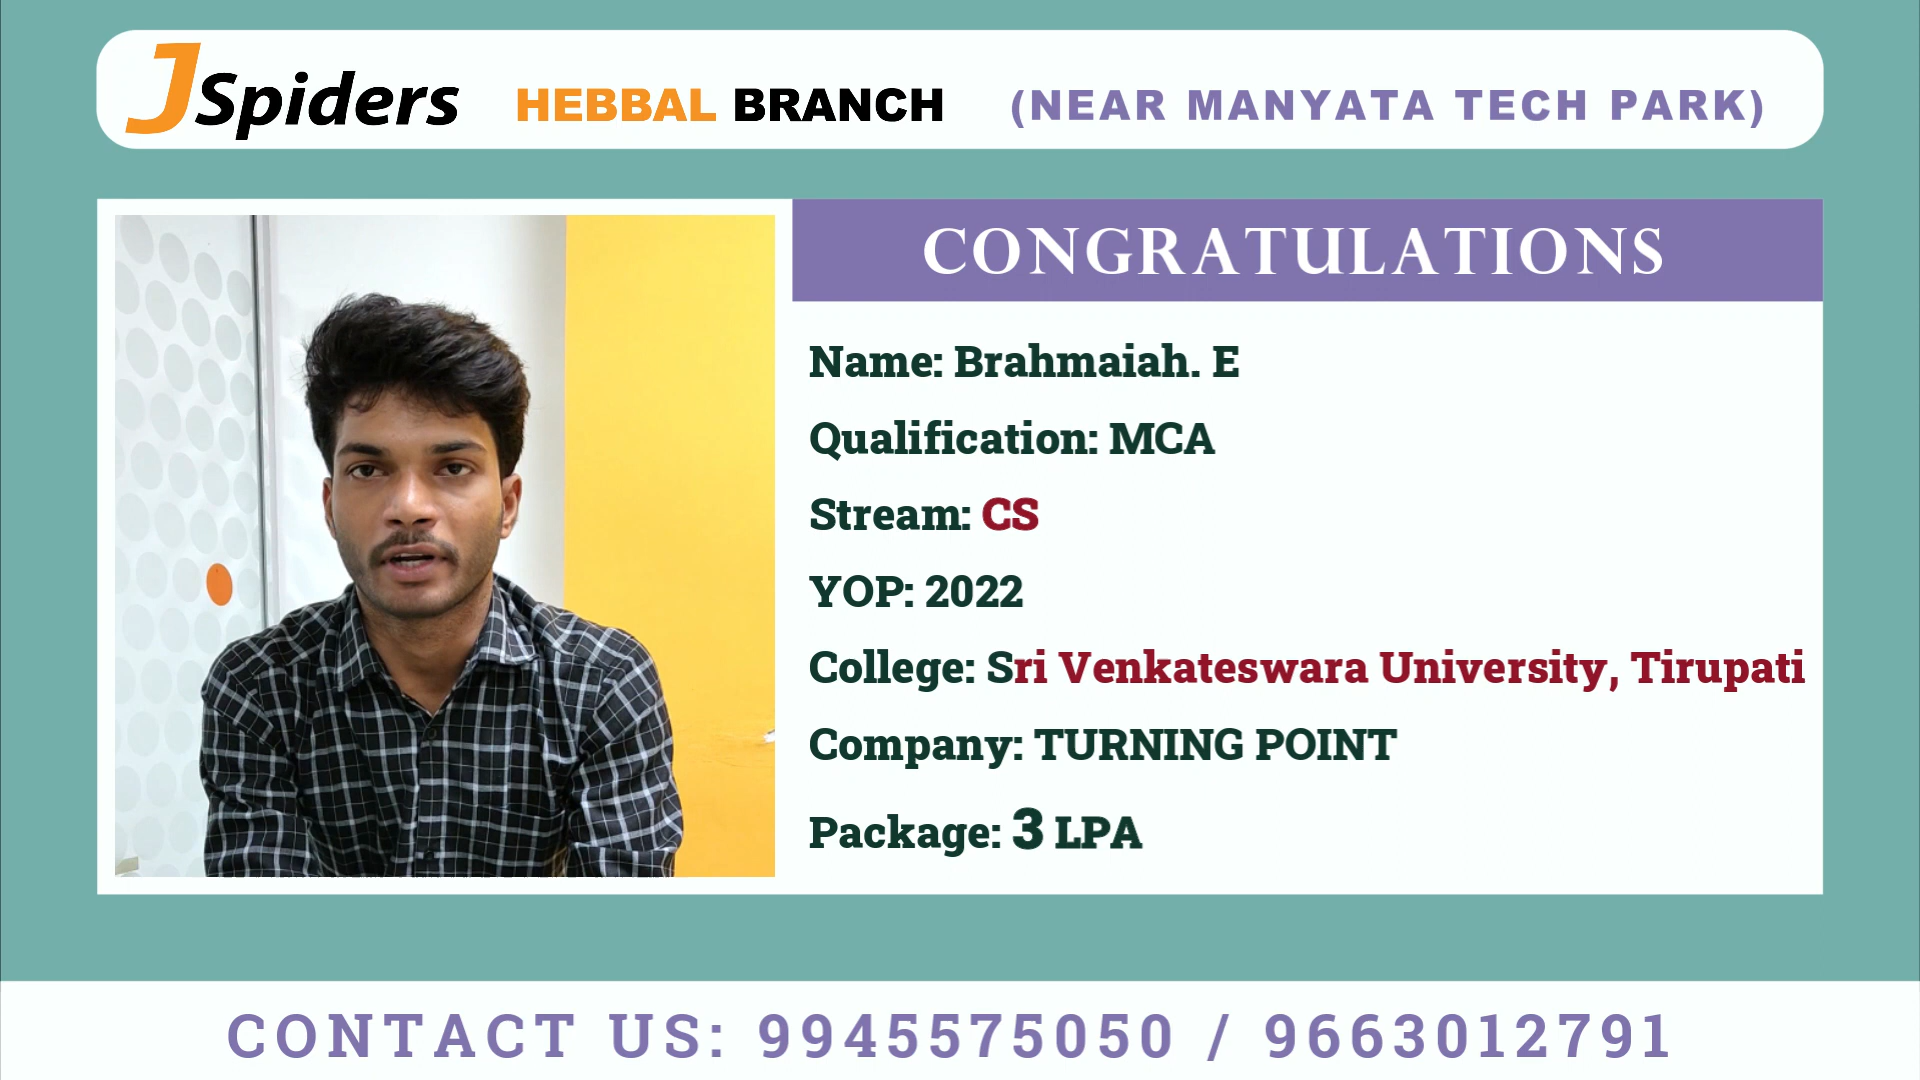 JSpiders HEBBAL BRANCH (NEAR MANYATA TECH PARK)
CONGRATULATIONS
Name: Brahmaiah. E
Qualification: MCA
Stream: CS
YOP: 2022
College: Sri Venkateswara University, Tirupati
Company: TURNING POINT
Package: 3 LPA
CONTACT US: 9945575050 / 9663012791